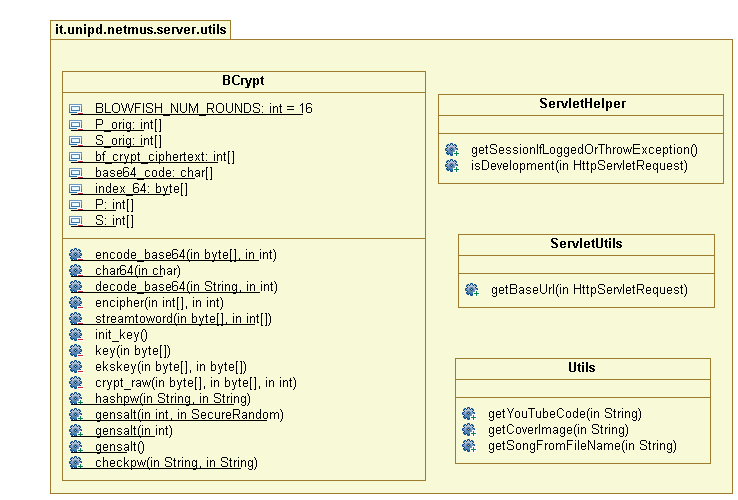 it.unipd.netmus.server.utils
BCrypt
BLOWFISH_NUM_ROUNDS: int = 16
P_orig: int[]
S_orig: int[]
bf_crypt_ciphertext: int[]
base64_code: char[]
index_64: byte[]
P: int[]
S: int[]
encode_base64(in byte[], in int)
char64(in char)
decode_base64(in String, in int)
encipher(in int[], in int)
streamtoword(in byte[], in int[])
init_key()
key(in byte[])
ekskey(in byte[], in byte[])
crypt_raw(in byte[], in byte[], in int)
hashpw(in String, in String)
gensalt(in int, in SecureRandom)
gensalt(in int)
gensalt()
checkpw(in String, in String)
ServletHelper
getSessionIfLoggedOrThrowException()
isDevelopment(in HttpServletRequest)
ServletUtils
getBaseUrl(in HttpServletRequest)
Utils
getYouTubeCode(in String)
getCoverImage(in String)
getSongFromFileName(in String)